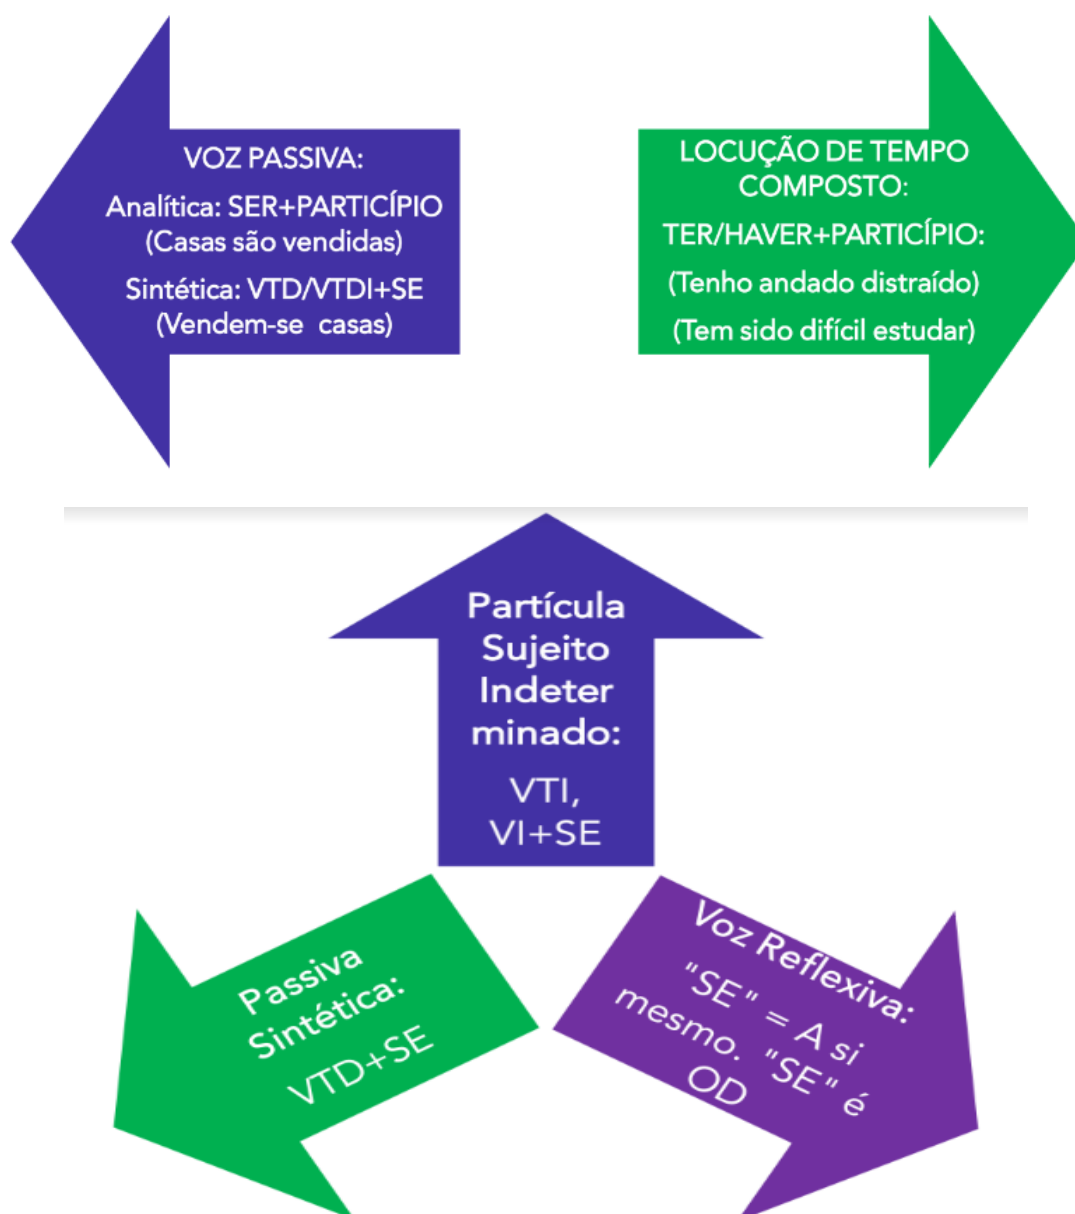 VOZ PASSIVA:
Analítica: SER+PARTICÍPIO
(Casas são vendidas)
Sintética: VTD/VTDI+SE
(Vendem-se casas)
LOCUÇÃO DE TEMPO
COMPOSTO:
TER/HAVER+PARTICÍPIO:
(Tenho andado distraído)
(Tem sido difícil estudar)
Partícula
Sujeito
Indeter
minado:
VTI,
VI+SE
Passiva
Sintética:
VTD+SE
Voz Reflexiva:
"SE" = A si
mesmo. "SE" é
OD